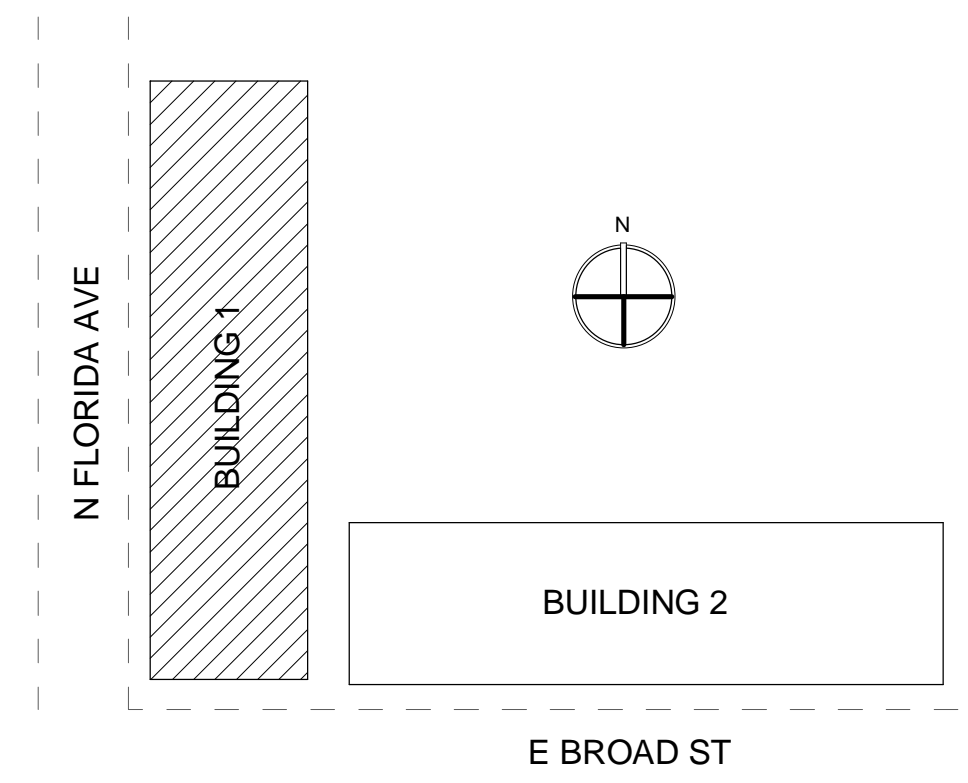 N
N FLORIDA AVE
BUILDING 1
BUILDING 2
E BROAD ST